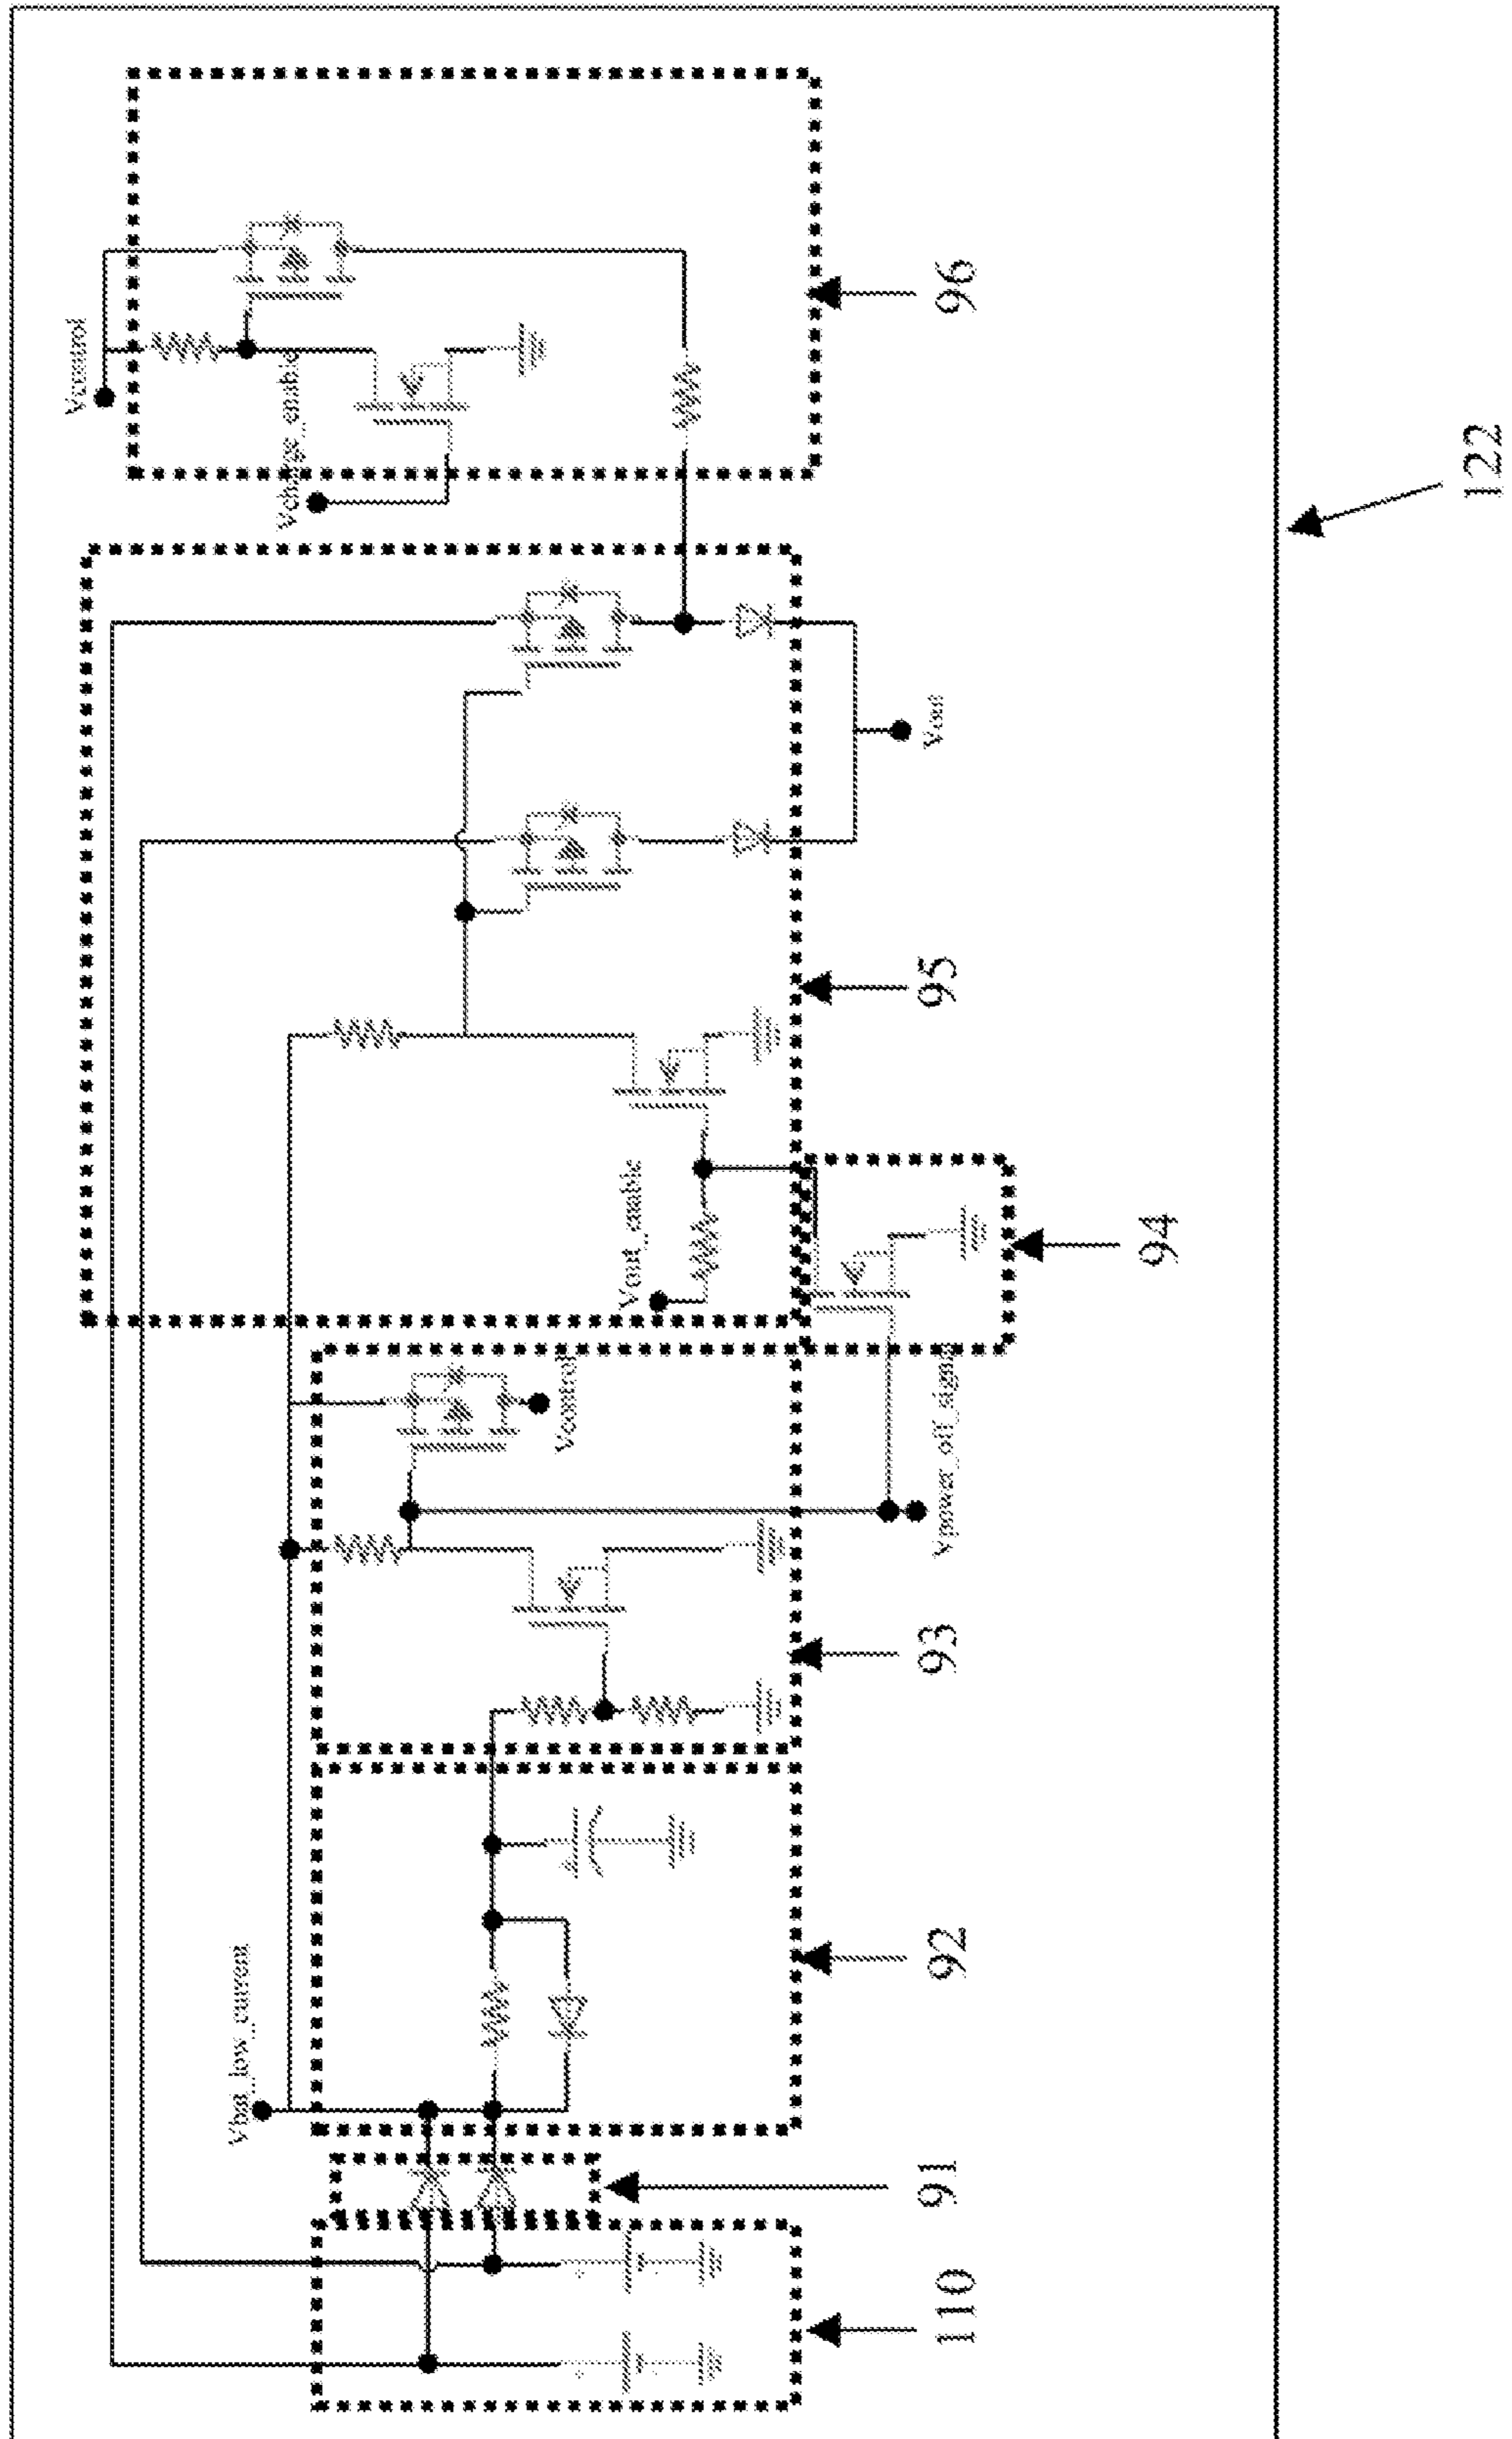 Vcontrol
Vcharge_enable
96
122
Vout
95
Vout_enable
94
Vcontrol
Vpower_off_signal
93
92
Vbat_low_current
91
110